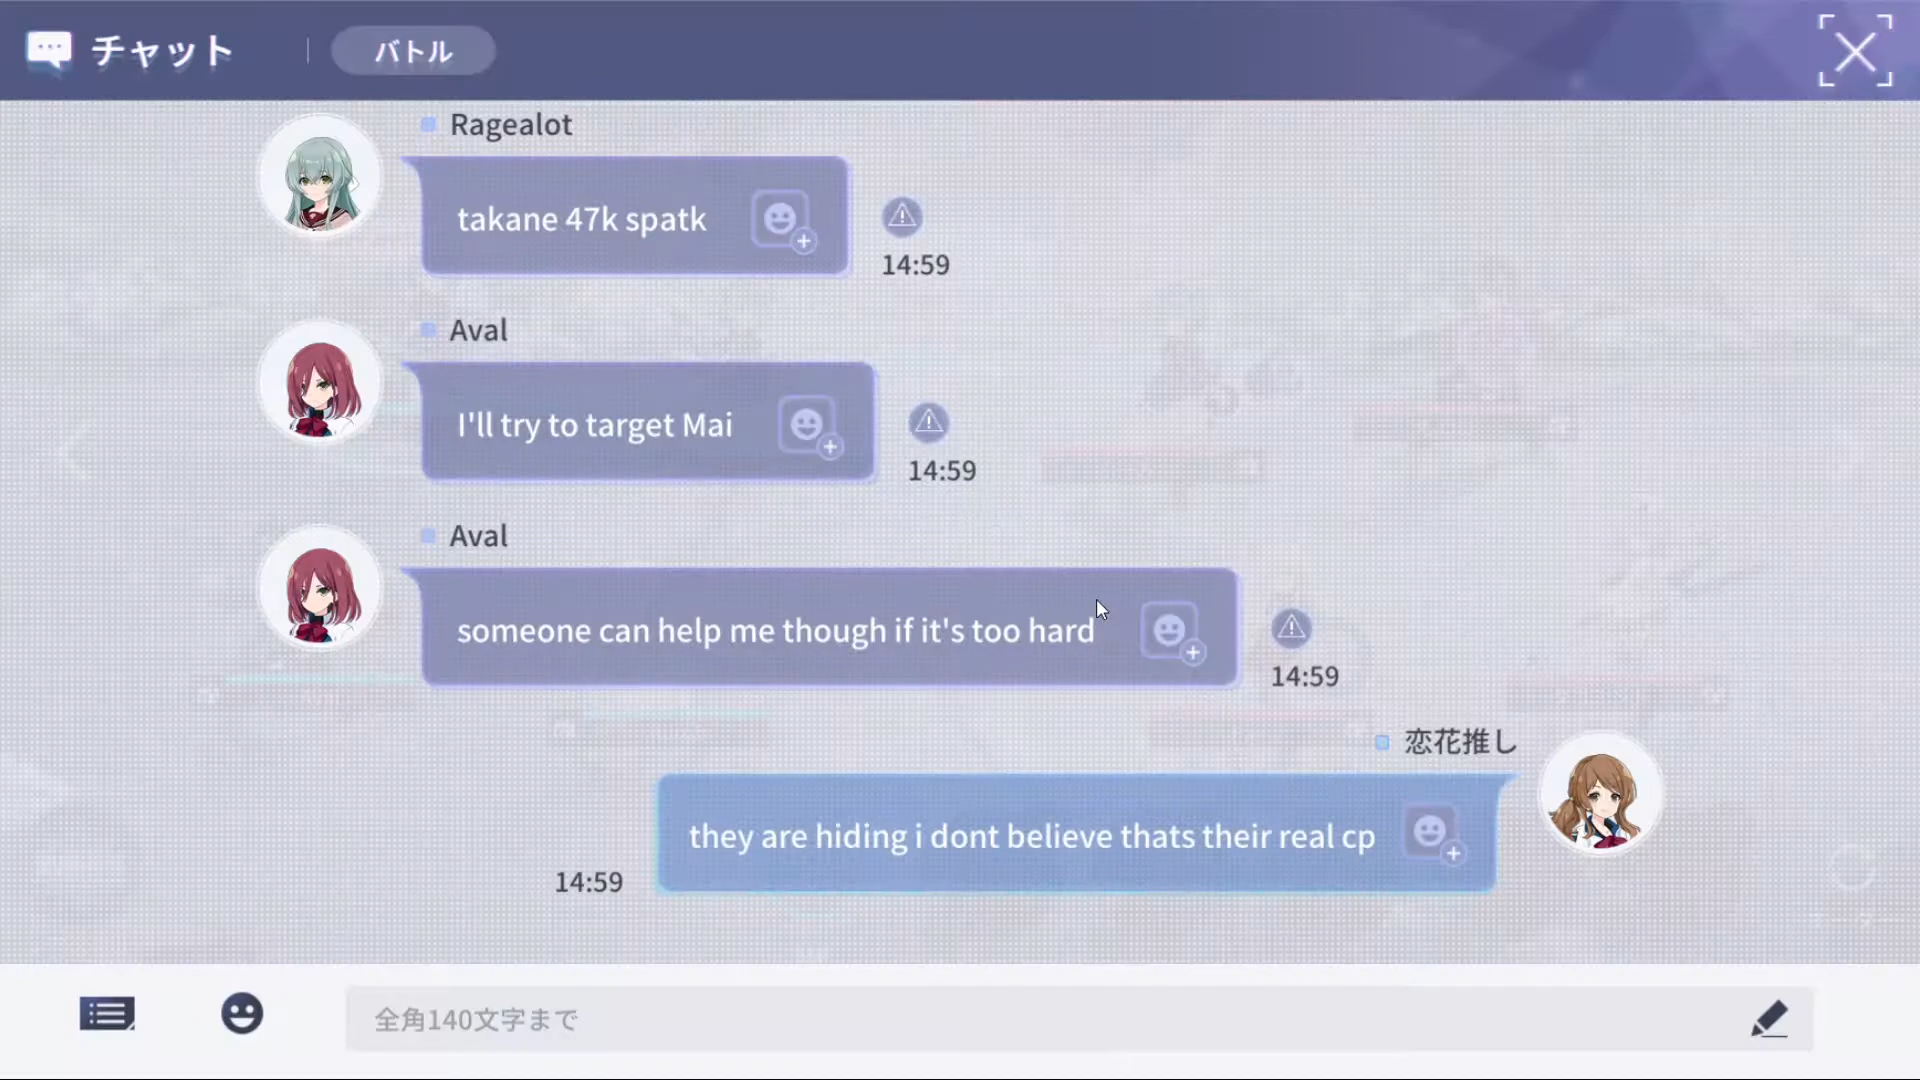 チャット
バトル
Ragealot
takane 47k spatk
14:59
Aval
I'll try to target Mai
14:59
Aval
someone can help me though if it's too hard
14:59
恋花推し
they are hiding i dont believe thats their real cp
14:59
全角140文字まで